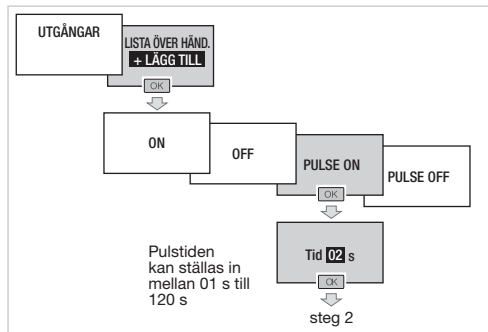 UTGÅNGAR
LISTA ÖVER HÄND.
+ LÄGG TILL
OK
ON
OFF
PULSE ON
PULSE OFF
OK
Tid 02 s
OK
Pulstiden
kan ställas in
mellan 01 s till
120 s
steg 2